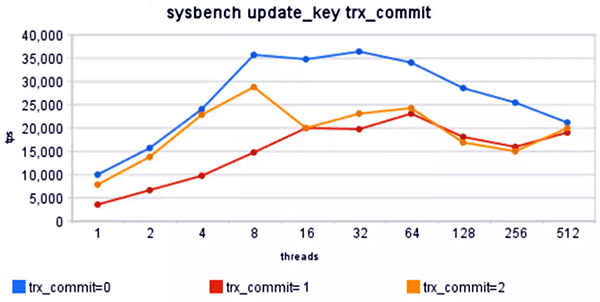 sysbench update_key trx_commit
40,000
35,000
30,000
25,000
20,000
15,000
10,000
5,000
0
tps
1 2 4 8 16 32 64 128 256 512
threads
trx_commit=0 trx_commit= 1 trx_commit=2